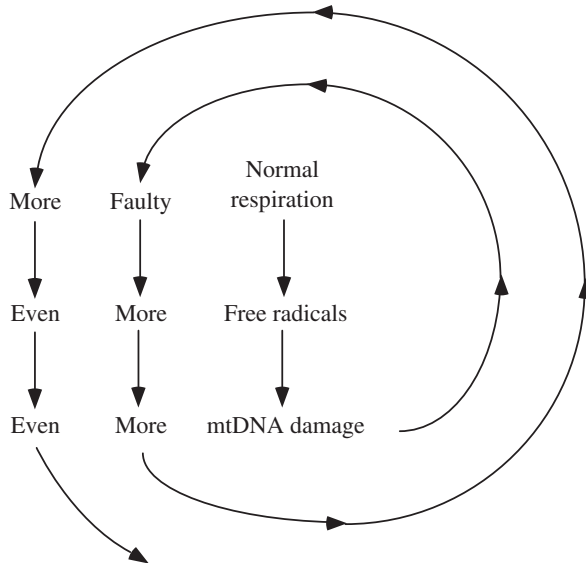 Normal
More Faulty respiration
Even More Free radicals
Even More mtDNA damage